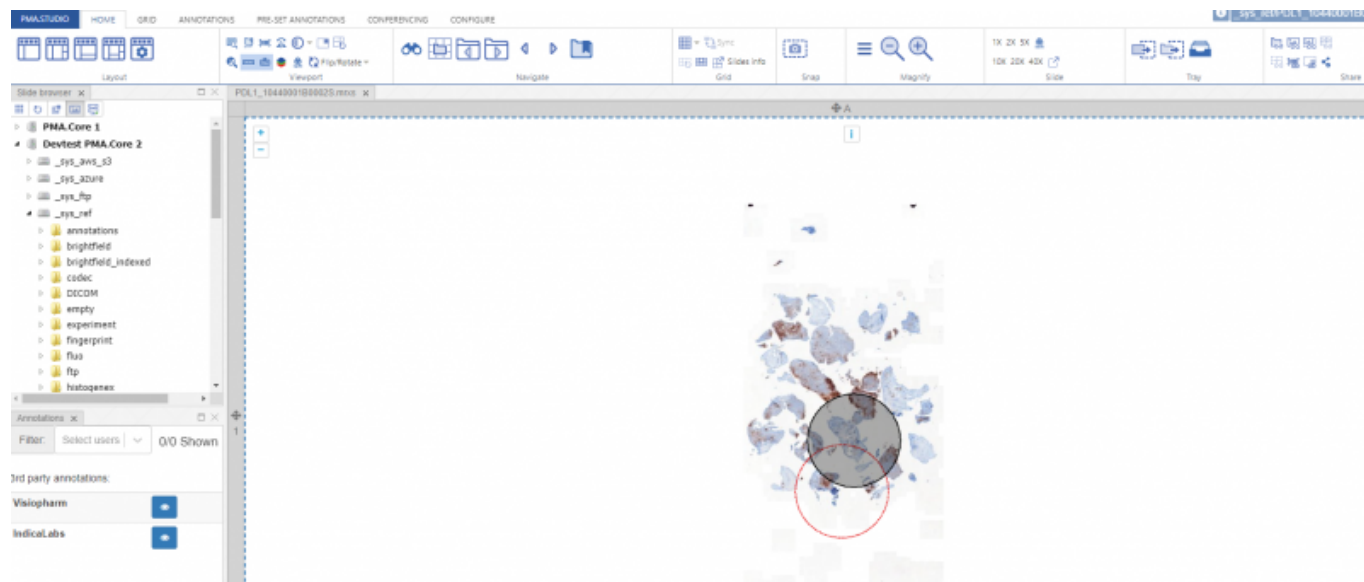 PMA.STUDIO HOME GRID ANNOTATIONS PRE-SET ANNOTATIONS CONFERENCING CONFIGURE
Sync
1X 2X 5X
Flip/Rotate
Slides info
10X 20X 40X
Layout Viewport Navigate Grid Snap Magnify Slide Tray Share
Slide browser x
PDL1_10440001B0002S.mrxs x
A
PMA.Core 1
Devtest PMA.Core 2
_sys_aws_s3
_sys_azure
_sys_ftp
_sys_ref
annotations
brightfield
brightfield_indexed
codec
DICOM
empty
experiment
fingerprint
fluo
ftp
histogenex
Annotations x
1
Filter: Select users 0/0 Shown
3rd party annotations:
Visiopharm
IndicaLabs